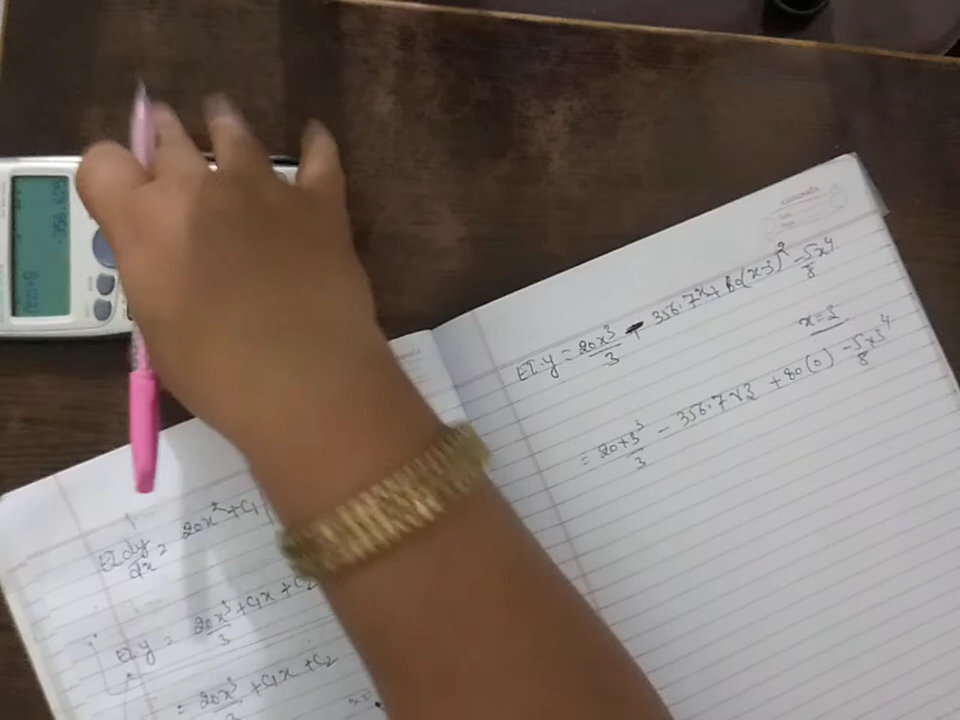 EI dy/dx = 20x² + C₁
EI y = 20x³/3 + C₁x + C₂
= 20x³/3 + C₁x + C₂
classmate
EI.y = 20x³/3 - 356.7x + 80(x-3)² - 5x⁴/8
x=3
= 20×3³/3 - 356.7×3 + 80(0) - 5×3⁴/8